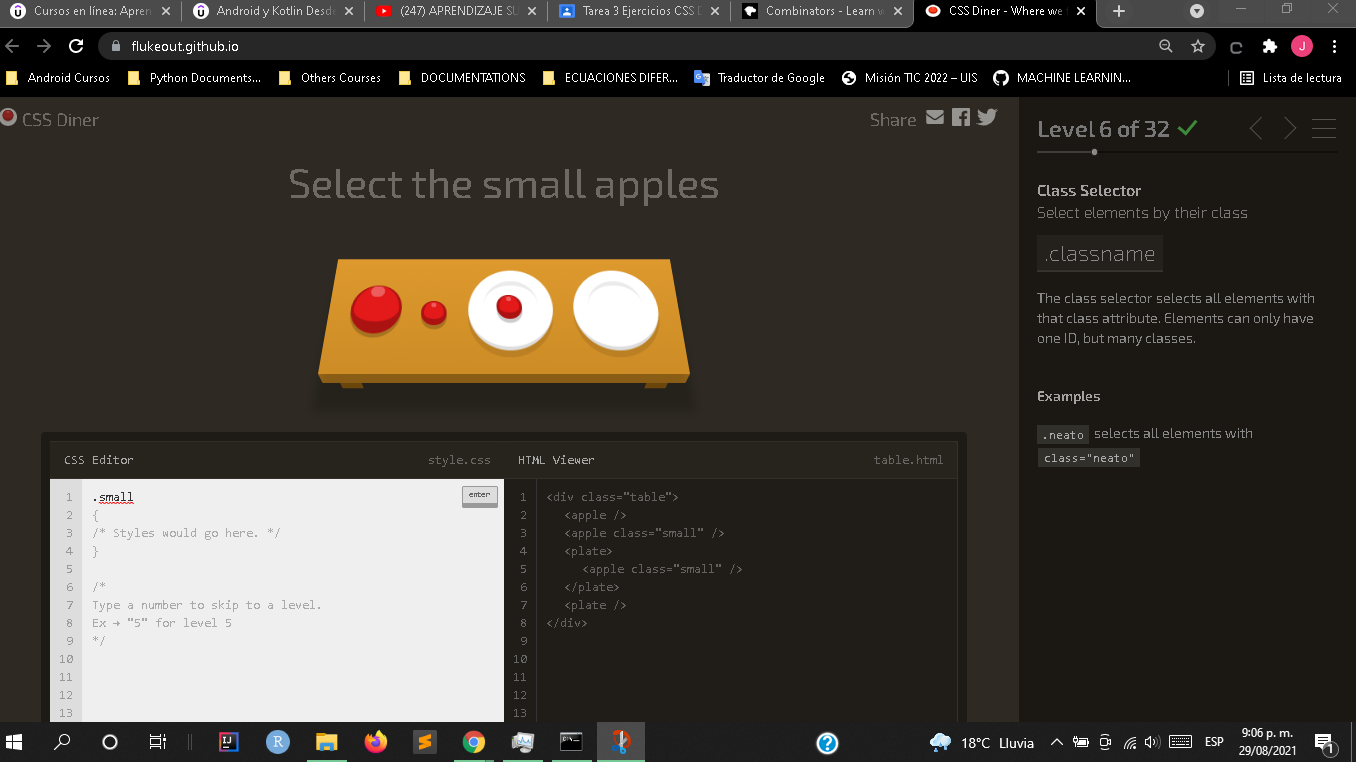 Cursos en línea: Apren
Android y Kotlin Desd
(247) APRENDIZAJE SU
Tarea 3 Ejercicios CSS D
Combinators - Learn w
CSS Diner - Where we f
flukeout.github.io
J
Android Cursos
Python Documents...
Others Courses
DOCUMENTATIONS
ECUACIONES DIFER...
Traductor de Google
Misión TIC 2022 – UIS
MACHINE LEARNIN...
Lista de lectura
CSS Diner
Share
Level 6 of 32
Select the small apples
Class Selector
Select elements by their class
.classname
The class selector selects all elements with
that class attribute. Elements can only have
one ID, but many classes.
Examples
.neato selects all elements with
class="neato"
CSS Editor
style.css
HTML Viewer
table.html
1 .small
enter
2 {
3 /* Styles would go here. */
4 }
5
6 /*
7 Type a number to skip to a level.
8 Ex → "5" for level 5
9 */
10
11
12
13
1 <div class="table">
2 <apple />
3 <apple class="small" />
4 <plate>
5 <apple class="small" />
6 </plate>
7 <plate />
8 </div>
9
10
11
12
13
18°C Lluvia
ESP
9:06 p. m.
29/08/2021
1